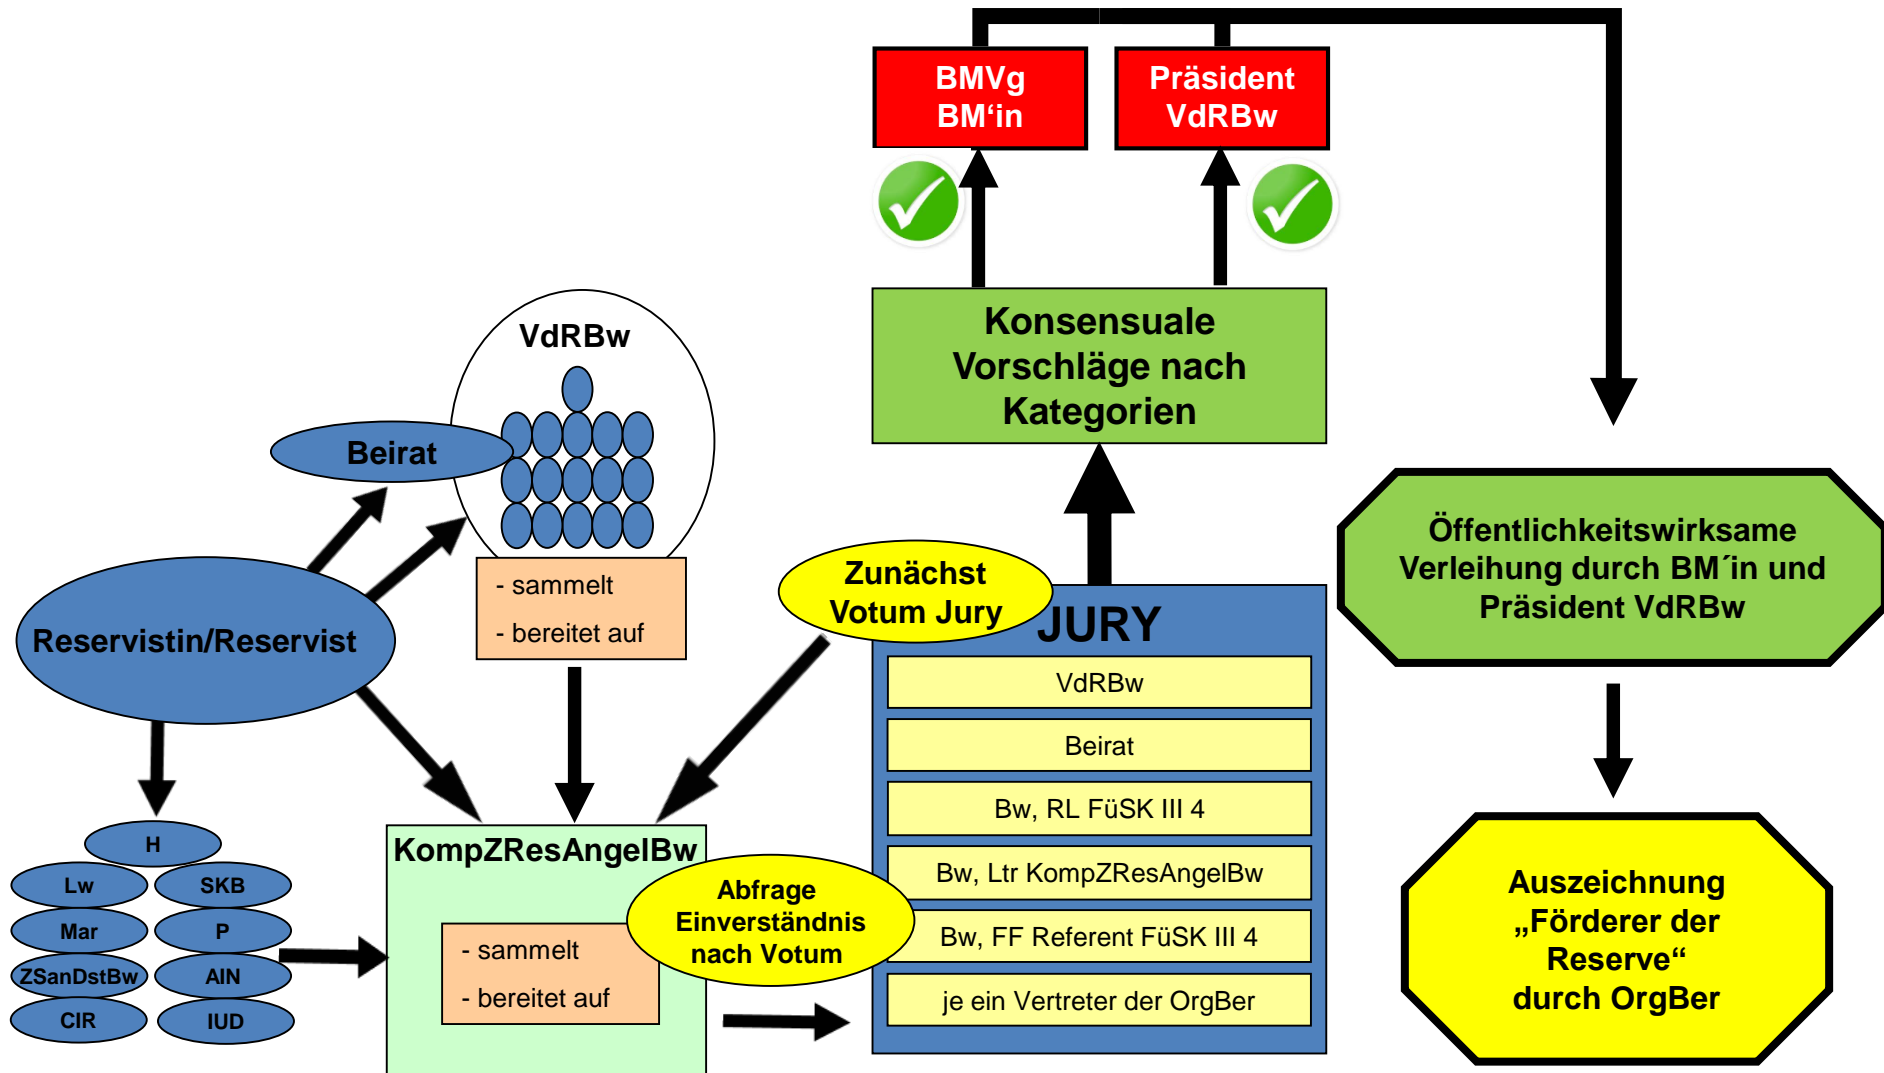 BMVg
BM‘in
Präsident
VdRBw
Konsensuale
Vorschläge nach
Kategorien
VdRBw
Beirat
- sammelt
- bereitet auf
Reservistin/Reservist
Zunächst
Votum Jury
JURY
VdRBw
Beirat
Bw, RL FüSK III 4
Bw, Ltr KompZResAngelBw
Bw, FF Referent FüSK III 4
je ein Vertreter der OrgBer
Öffentlichkeitswirksame
Verleihung durch BM´in und
Präsident VdRBw
H
Lw
SKB
Mar
P
ZSanDstBw
AIN
CIR
IUD
KompZResAngelBw
- sammelt
- bereitet auf
Abfrage
Einverständnis
nach Votum
Auszeichnung
„Förderer der
Reserve“
durch OrgBer